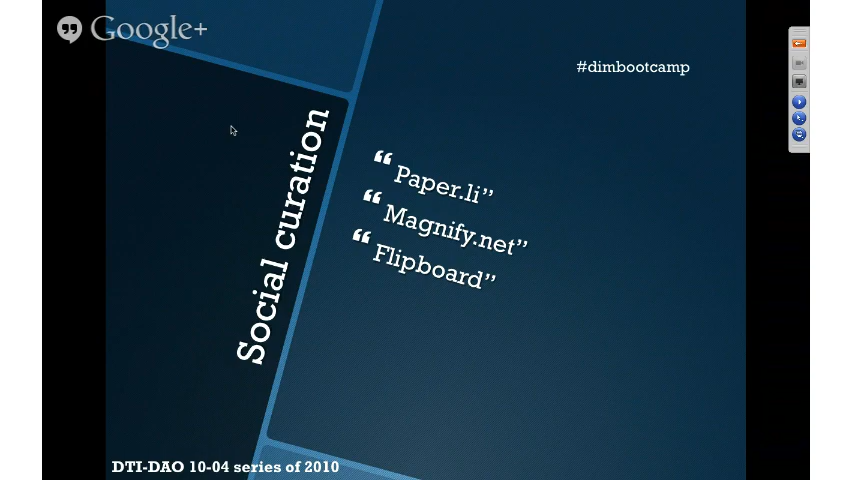 Google+
#dimbootcamp
Social curation
“Paper.li”
“Magnify.net”
“Flipboard”
DTI-DAO 10-04 series of 2010